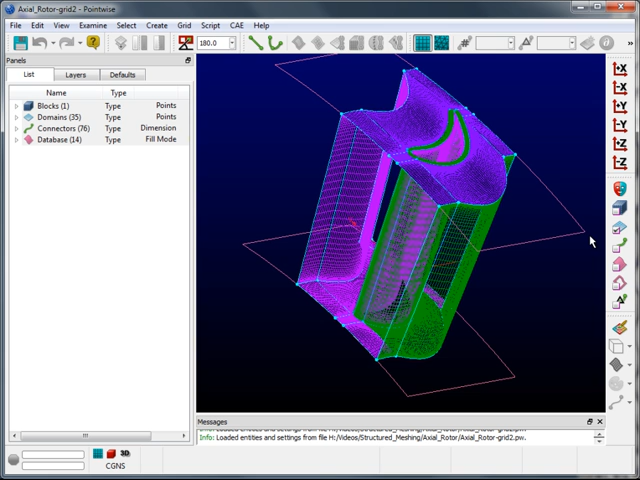 Axial_Rotor-grid2 - Pointwise
File Edit View Examine Select Create Grid Script CAE Help
180.0
Panels
List Layers Defaults
Name Type
Blocks (1) Type Points
Domains (35) Type Points
Connectors (76) Type Dimension
Database (14) Type Fill Mode
+X
-X
+Y
-Y
+Z
-Z
Messages
Info: Loaded entities and settings from file H:/Videos/Structured_Meshing/Axial_Rotor/Axial_Rotor-grid2.pw.
3D
CGNS